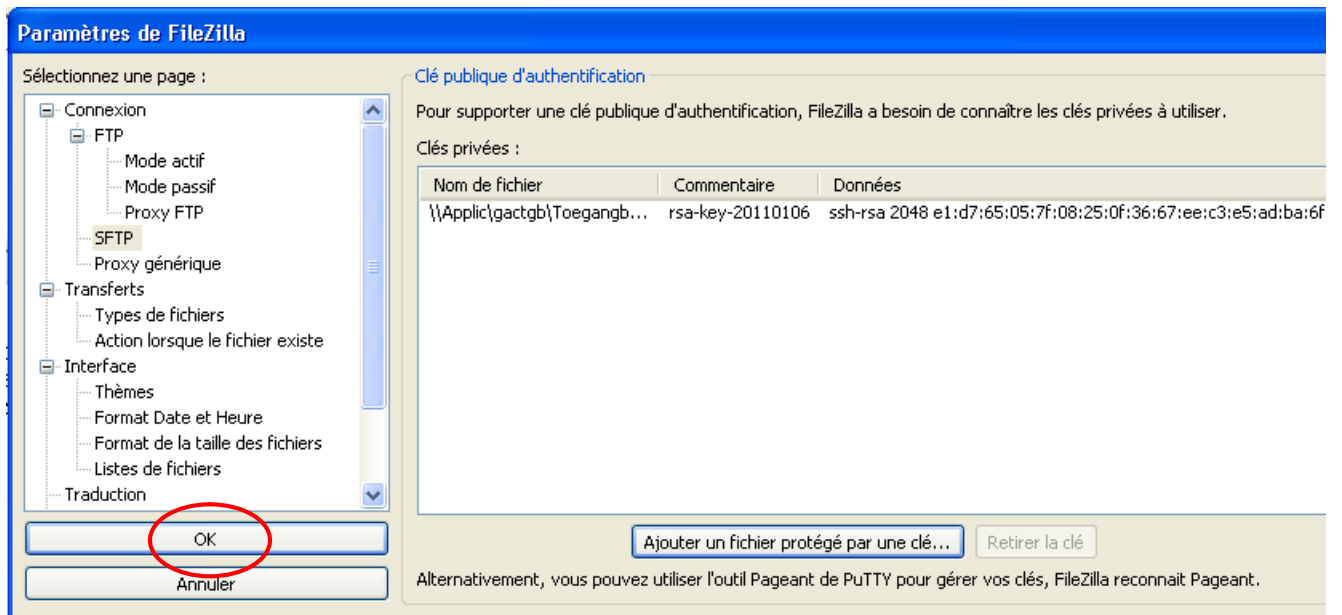 Paramètres de FileZilla
Sélectionnez une page :
Connexion
FTP
Mode actif
Mode passif
Proxy FTP
SFTP
Proxy générique
Transferts
Types de fichiers
Action lorsque le fichier existe
Interface
Thèmes
Format Date et Heure
Format de la taille des fichiers
Listes de fichiers
Traduction
OK
Annuler
Clé publique d'authentification
Pour supporter une clé publique d'authentification, FileZilla a besoin de connaître les clés privées à utiliser.
Clés privées :
Nom de fichier Commentaire Données
\\Applic\gactgb\Toegangb... rsa-key-20110106 ssh-rsa 2048 e1:d7:65:05:7f:08:25:0f:36:67:ee:c3:e5:ad:ba:6f
Ajouter un fichier protégé par une clé... Retirer la clé
Alternativement, vous pouvez utiliser l'outil Pageant de PuTTY pour gérer vos clés, FileZilla reconnait Pageant.